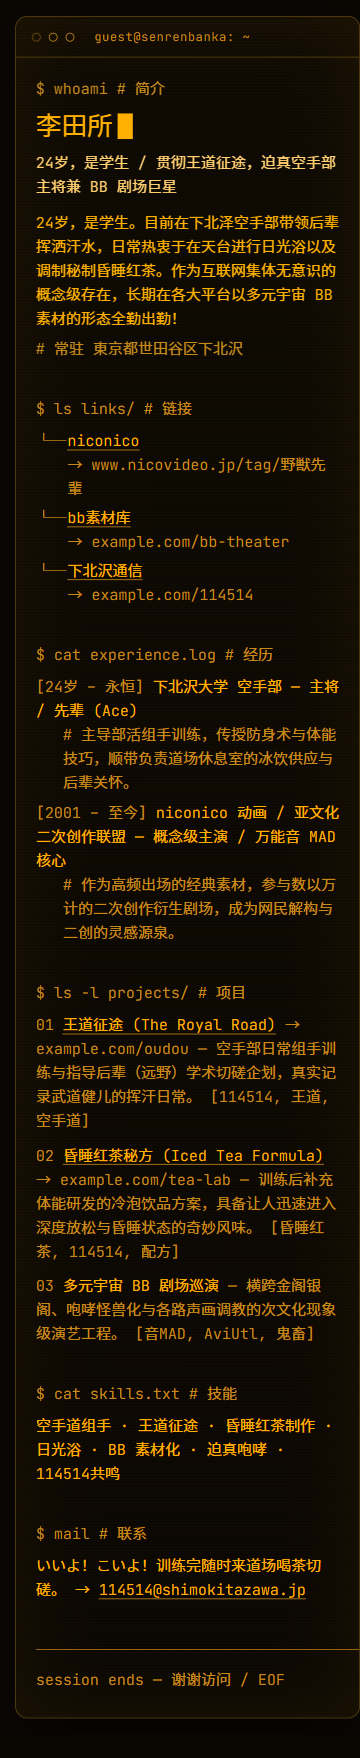 guest@senrenbanka: ~
$ whoami # 简介
李田所
24岁，是学生 / 贯彻王道征途，迫真空手部
主将兼 BB 剧场巨星
24岁，是学生。目前在下北泽空手部带领后辈
挥洒汗水，日常热衷于在天台进行日光浴以及
调制秘制昏睡红茶。作为互联网集体无意识的
概念级存在，长期在各大平台以多元宇宙 BB
素材的形态全勤出勤！
# 常驻 東京都世田谷区下北沢
$ ls links/ # 链接
└──niconico
→ www.nicovideo.jp/tag/野獣先
輩
└──bb素材库
→ example.com/bb-theater
└──下北沢通信
→ example.com/114514
$ cat experience.log # 经历
[24岁 – 永恒] 下北沢大学 空手部 — 主将
/ 先輩 (Ace)
# 主导部活组手训练，传授防身术与体能
技巧，顺带负责道场休息室的冰饮供应与
后辈关怀。
[2001 – 至今] niconico 动画 / 亚文化
二次创作联盟 — 概念级主演 / 万能音 MAD
核心
# 作为高频出场的经典素材，参与数以万
计的二次创作衍生剧场，成为网民解构与
二创的灵感源泉。
$ ls -l projects/ # 项目
01 王道征途 (The Royal Road) →
example.com/oudou — 空手部日常组手训
练与指导后辈（远野）学术切磋企划，真实记
录武道健儿的挥汗日常。 [114514, 王道,
空手道]
02 昏睡红茶秘方 (Iced Tea Formula)
→ example.com/tea-lab — 训练后补充
体能研发的冷泡饮品方案，具备让人迅速进入
深度放松与昏睡状态的奇妙风味。 [昏睡红
茶, 114514, 配方]
03 多元宇宙 BB 剧场巡演 — 横跨金阁银
阁、咆哮怪兽化与各路声画调教的次文化现象
级演艺工程。 [音MAD, AviUtl, 鬼畜]
$ cat skills.txt # 技能
空手道组手 · 王道征途 · 昏睡红茶制作 ·
日光浴 · BB 素材化 · 迫真咆哮 ·
114514共鸣
$ mail # 联系
いいよ！こいよ！训练完随时来道场喝茶切
磋。 → 114514@shimokitazawa.jp
session ends — 谢谢访问 / EOF